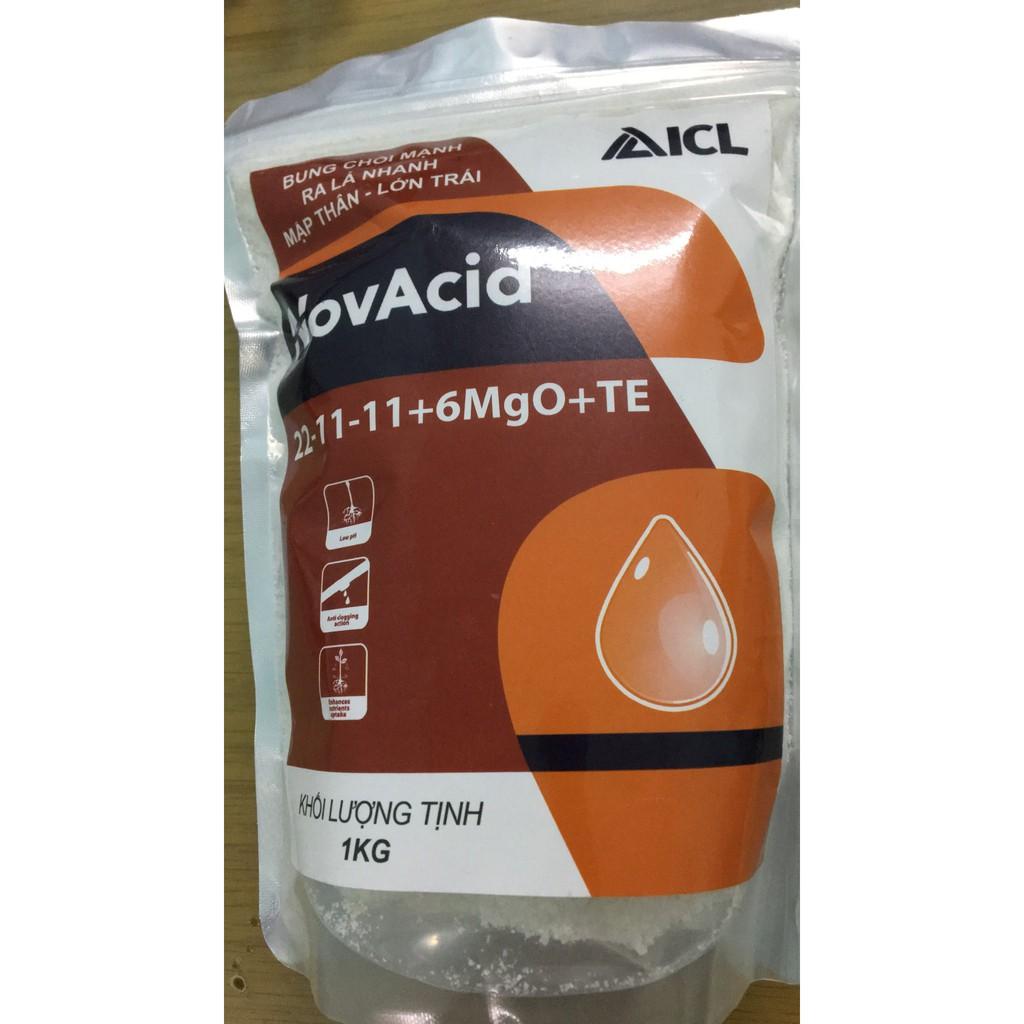 ICL
BUNG CHỒI MẠNH
RA LÁ NHANH
MẬP THÂN - LỚN TRÁI
NovAcid
22-11-11+6MgO+TE
Low pH
Anti clogging
action
Enhances
nutrients
uptake
KHỐI LƯỢNG TỊNH
1KG